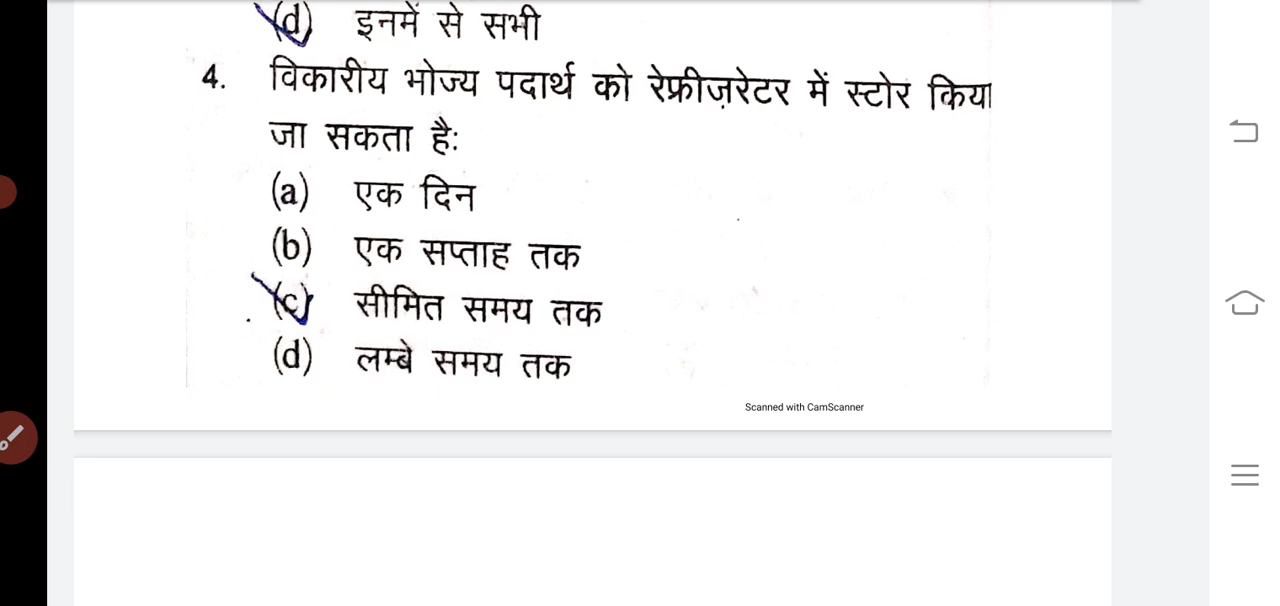 (d) इनमें से सभी
4. विकारीय भोज्य पदार्थ को रेफ्रीज़रेटर में स्टोर किया
जा सकता है:
(a) एक दिन
(b) एक सप्ताह तक
(c) सीमित समय तक
(d) लम्बे समय तक
Scanned with CamScanner